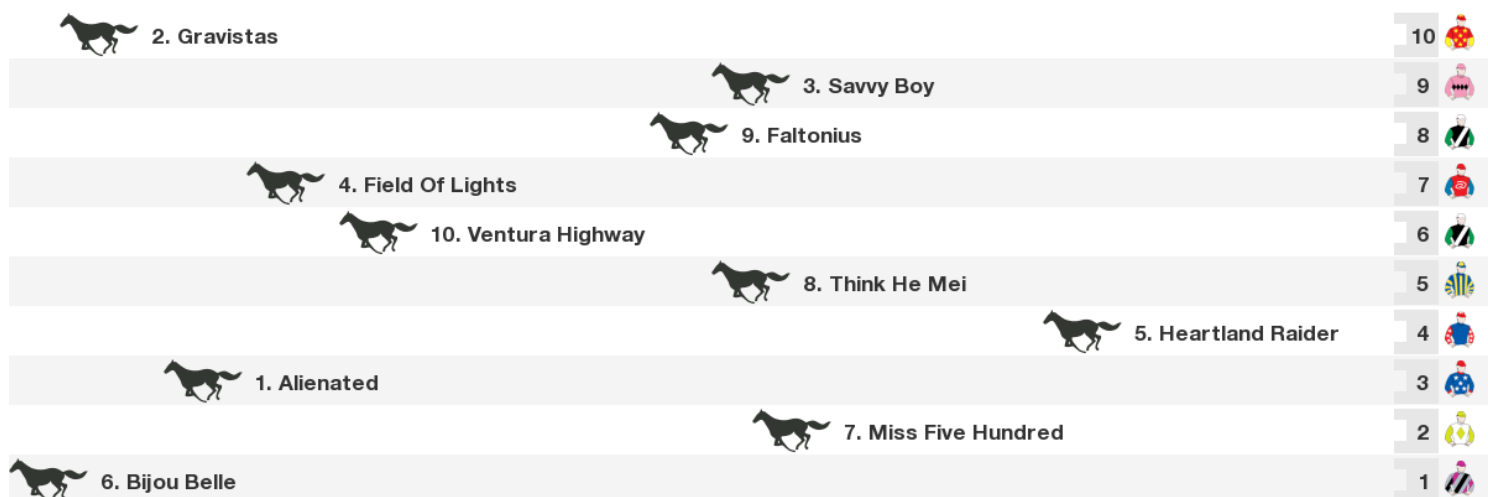 2. Gravistas 10
3. Savvy Boy 9
9. Faltonius 8
4. Field Of Lights 7
10. Ventura Highway 6
8. Think He Mei 5
5. Heartland Raider 4
1. Alienated 3
7. Miss Five Hundred 2
6. Bijou Belle 1